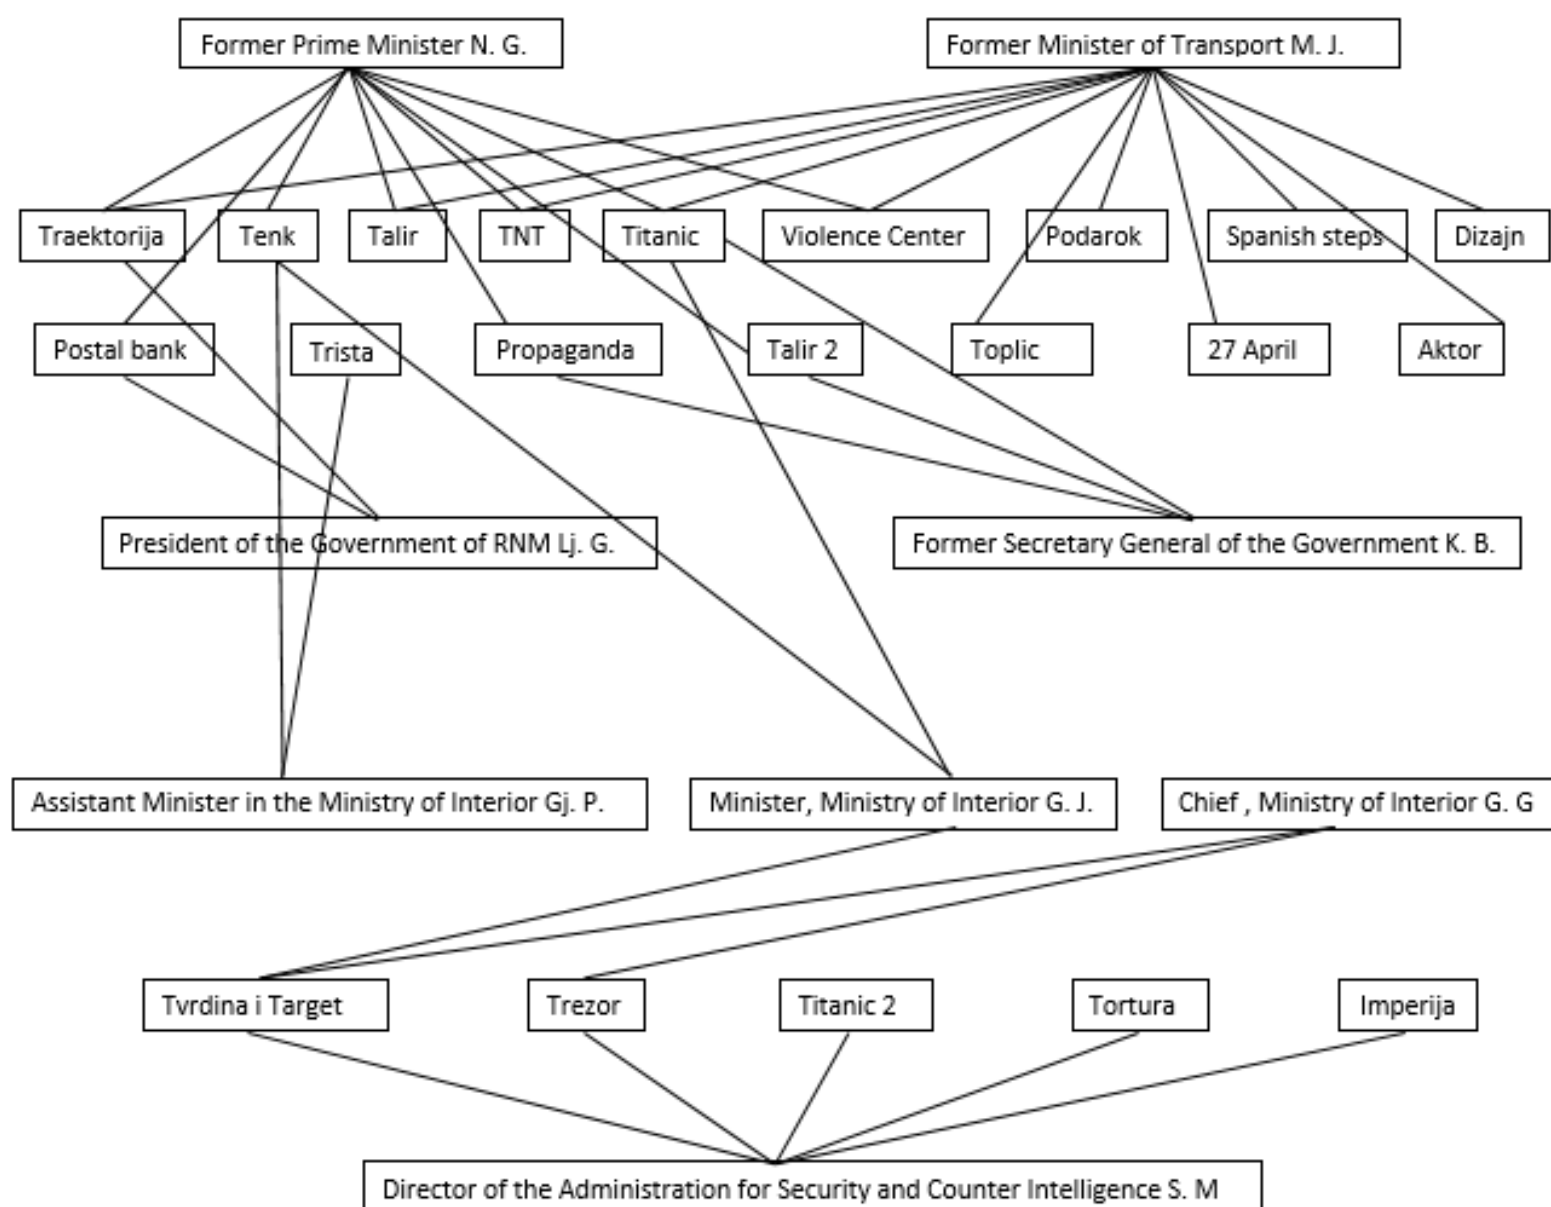 Former Prime Minister N. G.
Former Minister of Transport M. J.
Traektorija
Tenk
Talir
TNT
Titanic
Violence Center
Podarok
Spanish steps
Dizajn
Postal bank
Trista
Propaganda
Talir 2
Toplic
27 April
Aktor
President of the Government of RNM Lj. G.
Former Secretary General of the Government K. B.
Assistant Minister in the Ministry of Interior Gj. P.
Minister, Ministry of Interior G. J.
Chief , Ministry of Interior G. G
Tvrdina i Target
Trezor
Titanic 2
Tortura
Imperija
Director of the Administration for Security and Counter Intelligence S. M